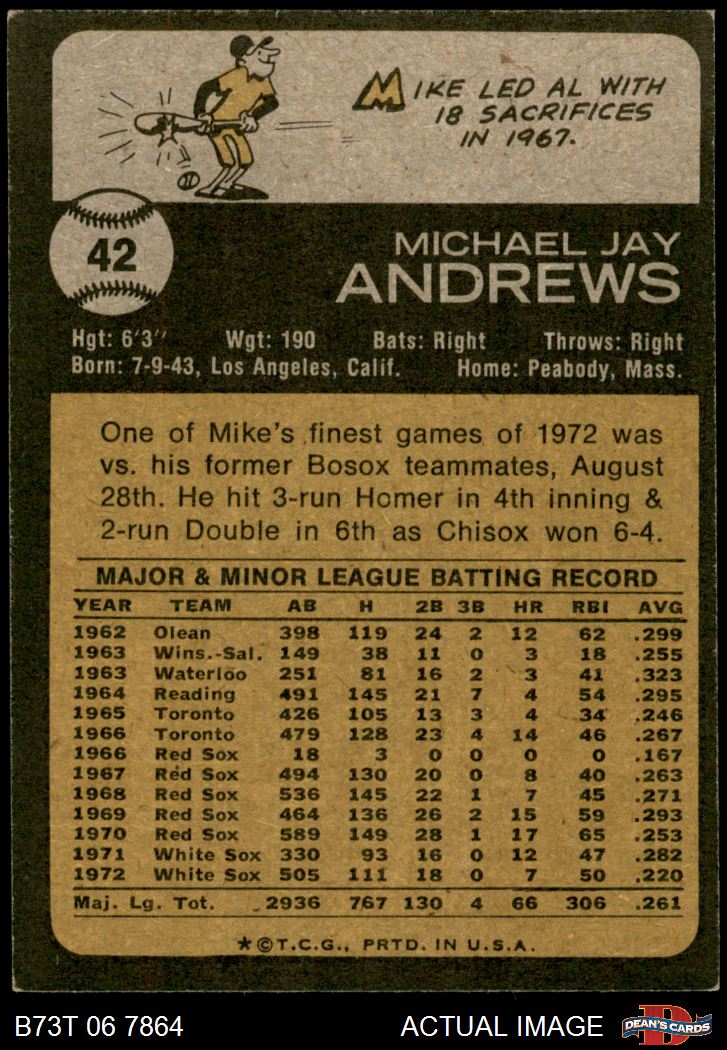 MIKE LED AL WITH
18 SACRIFICES
IN 1967.
42
MICHAEL JAY
ANDREWS
Hgt: 6'3" Wgt: 190 Bats: Right Throws: Right
Born: 7-9-43, Los Angeles, Calif. Home: Peabody, Mass.
One of Mike's finest games of 1972 was
vs. his former Bosox teammates, August
28th. He hit 3-run Homer in 4th inning &
2-run Double in 6th as Chisox won 6-4.
MAJOR & MINOR LEAGUE BATTING RECORD
YEAR TEAM AB H 2B 3B HR RBI AVG
1962 Olean 398 119 24 2 12 62 .299
1963 Wins.-Sal. 149 38 11 0 3 18 .255
1963 Waterloo 251 81 16 2 3 41 .323
1964 Reading 491 145 21 7 4 54 .295
1965 Toronto 426 105 13 3 4 34 .246
1966 Toronto 479 128 23 4 14 46 .267
1966 Red Sox 18 3 0 0 0 0 .167
1967 Red Sox 494 130 20 0 8 40 .263
1968 Red Sox 536 145 22 1 7 45 .271
1969 Red Sox 464 136 26 2 15 59 .293
1970 Red Sox 589 149 28 1 17 65 .253
1971 White Sox 330 93 16 0 12 47 .282
1972 White Sox 505 111 18 0 7 50 .220
Maj. Lg. Tot. 2936 767 130 4 66 306 .261
★©T.C.G., PRTD. IN U.S.A.
B73T 06 7864 ACTUAL IMAGE
D
DEAN'S CARDS